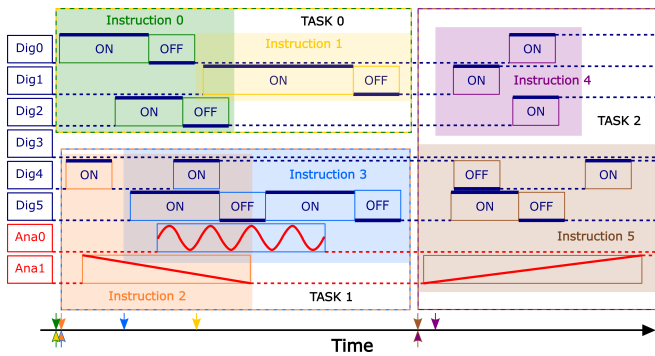 Instruction 0 TASK 0
Dig0 ON OFF Instruction 1 ON
Dig1 ON OFF ON Instruction 4
Dig2 ON OFF ON
TASK 2
Dig3
Dig4 ON ON Instruction 3 OFF ON
Dig5 ON OFF ON OFF ON OFF
Ana0 Instruction 5
Ana1
Instruction 2 TASK 1
Time